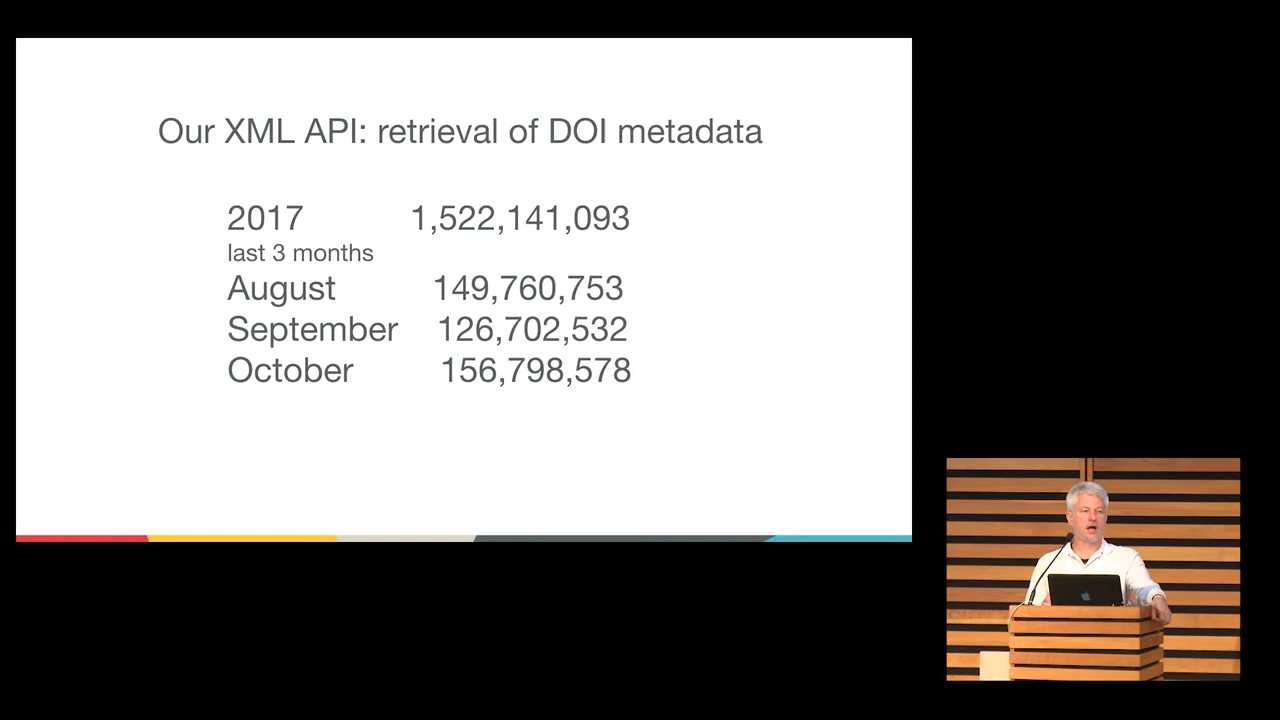 Our XML API: retrieval of DOI metadata
2017 1,522,141,093
last 3 months
August 149,760,753
September 126,702,532
October 156,798,578